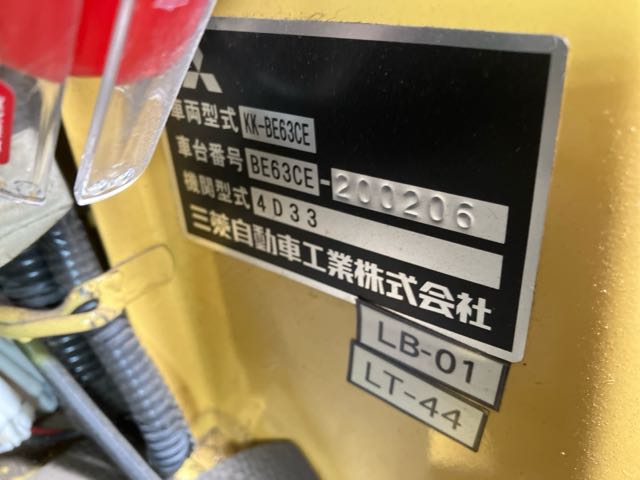 車両型式 KK-BE63CE
車台番号 BE63CE-200206
機関型式 4D33
三菱自動車工業株式会社
LB-01
LT-44